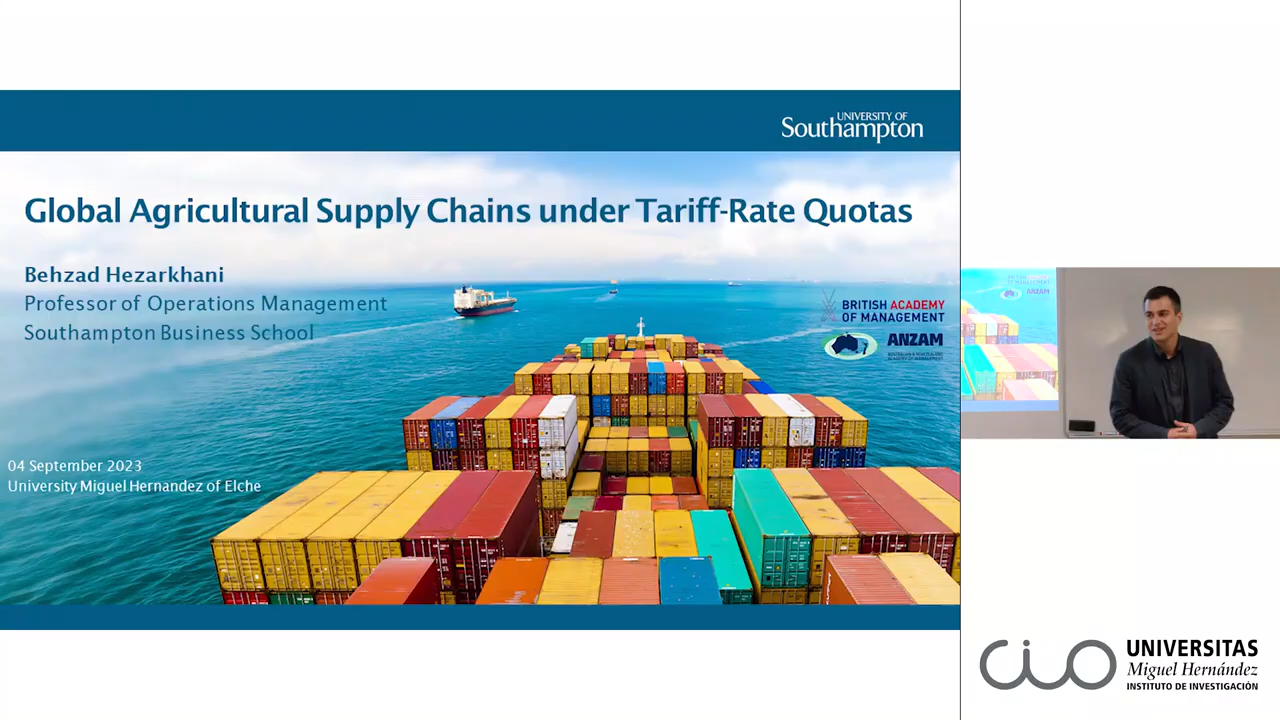 UNIVERSITY OF
Southampton
Global Agricultural Supply Chains under Tariff-Rate Quotas
Behzad Hezarkhani
Professor of Operations Management
Southampton Business School
BRITISH ACADEMY
OF MANAGEMENT
ANZAM
04 September 2023
University Miguel Hernandez of Elche
ANZAM
CIO
UNIVERSITAS
Miguel Hernández
INSTITUTO DE INVESTIGACIÓN